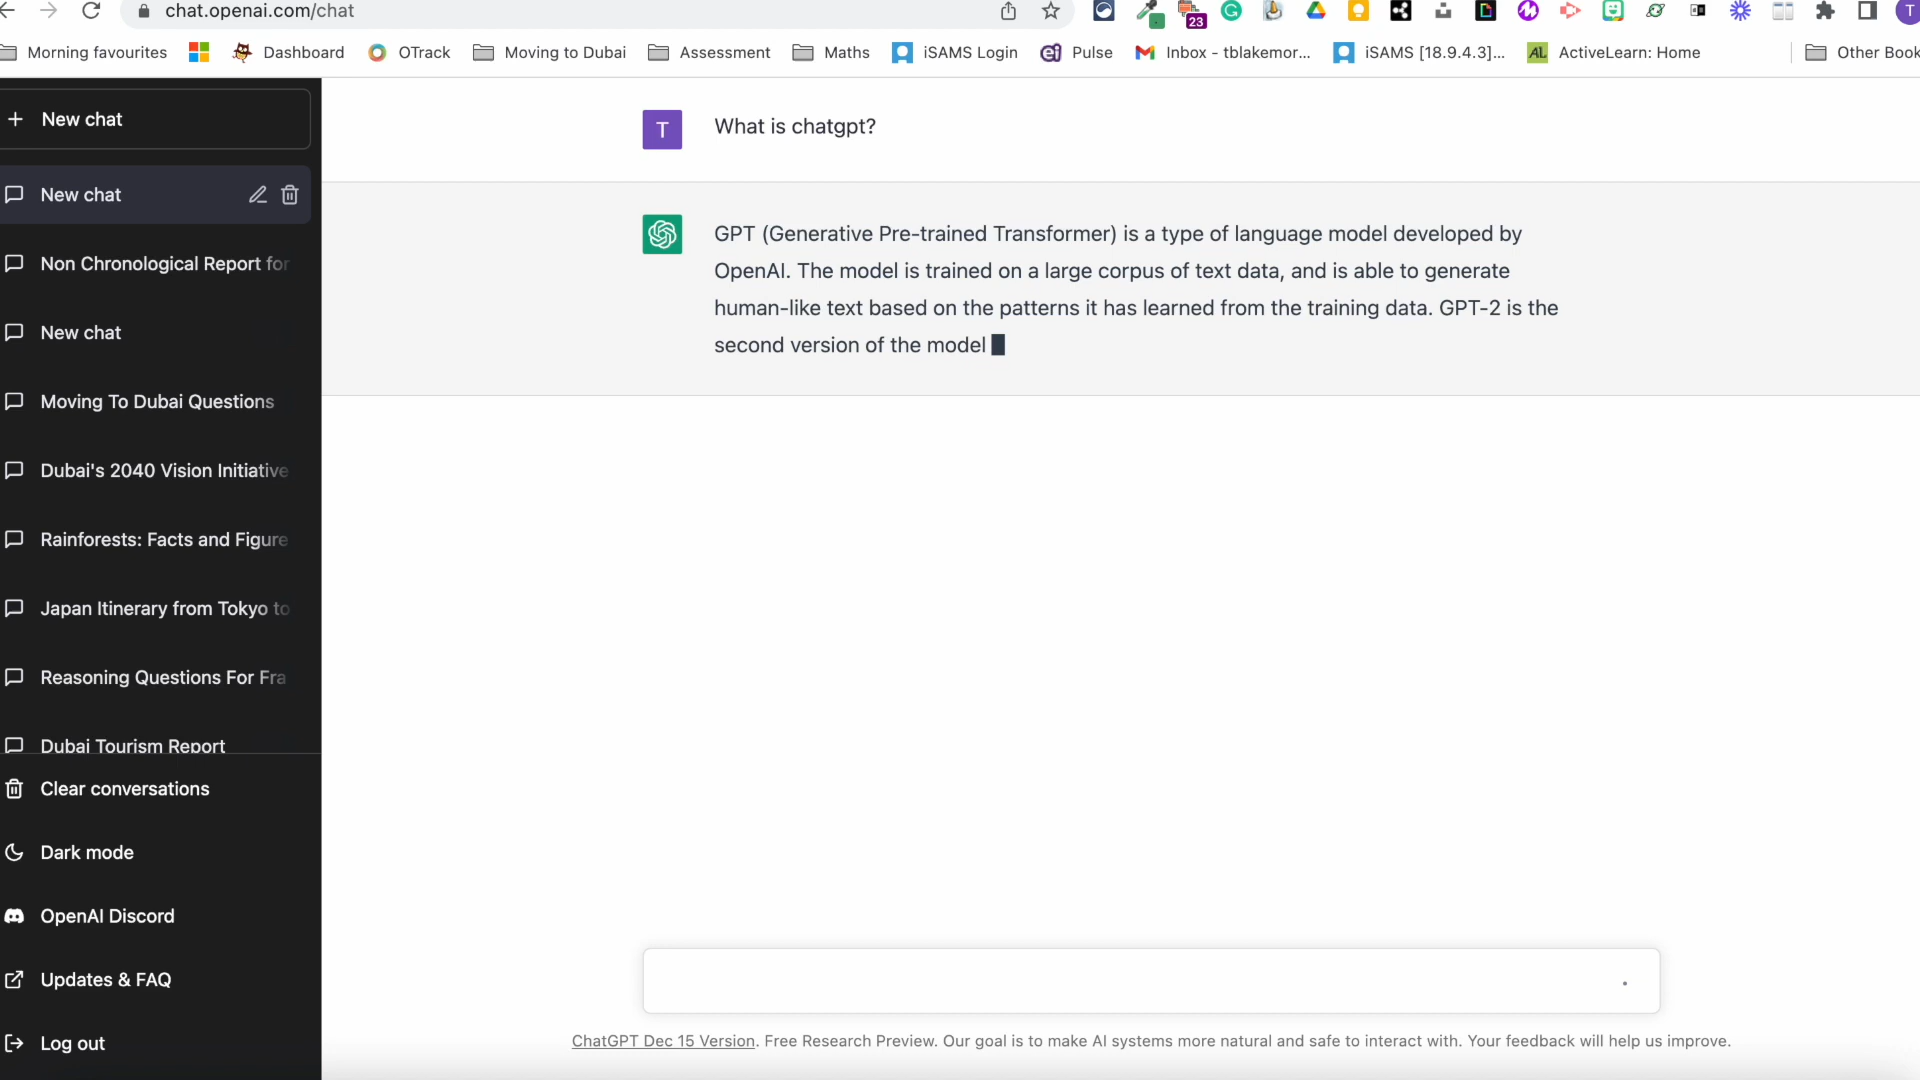 chat.openai.com/chat
23
T
Morning favourites
Dashboard
OTrack
Moving to Dubai
Assessment
Maths
iSAMS Login
ei
Pulse
Inbox - tblakemor...
iSAMS [18.9.4.3]...
AL
ActiveLearn: Home
Other Book
New chat
New chat
Non Chronological Report for
New chat
Moving To Dubai Questions
Dubai's 2040 Vision Initiative
Rainforests: Facts and Figure
Japan Itinerary from Tokyo to
Reasoning Questions For Fra
Dubai Tourism Report
Clear conversations
Dark mode
OpenAI Discord
Updates & FAQ
Log out
T
What is chatgpt?
GPT (Generative Pre-trained Transformer) is a type of language model developed by
OpenAI. The model is trained on a large corpus of text data, and is able to generate
human-like text based on the patterns it has learned from the training data. GPT-2 is the
second version of the model
ChatGPT Dec 15 Version. Free Research Preview. Our goal is to make AI systems more natural and safe to interact with. Your feedback will help us improve.